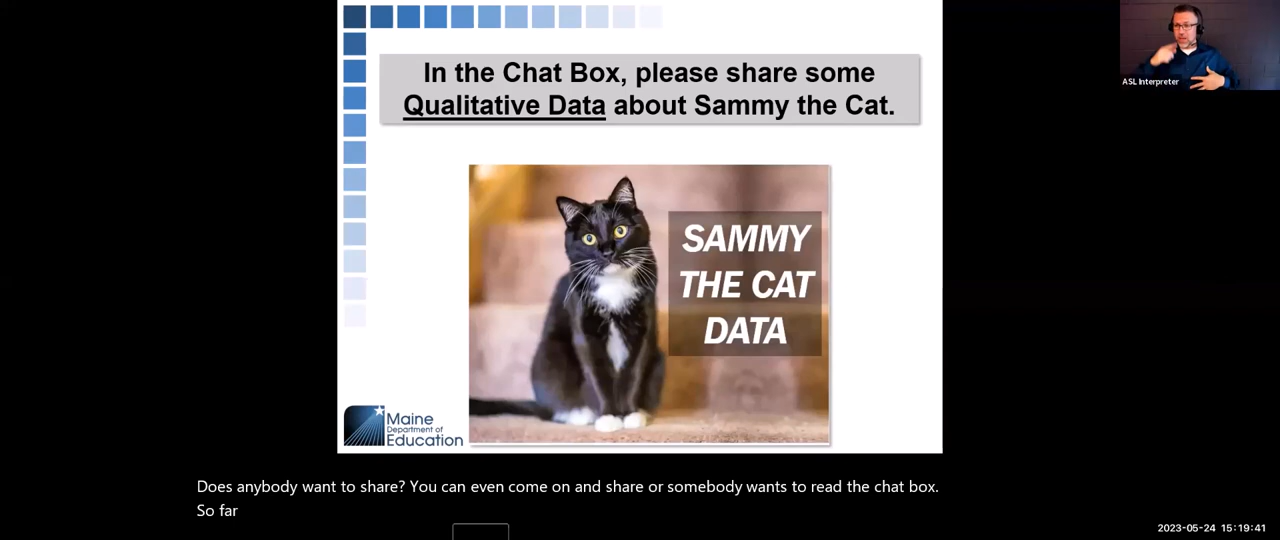 In the Chat Box, please share some
Qualitative Data about Sammy the Cat.
ASL Interpreter
SAMMY
THE CAT
DATA
Maine
Department of
Education
Does anybody want to share? You can even come on and share or somebody wants to read the chat box.
So far
2023-05-24 15:19:41